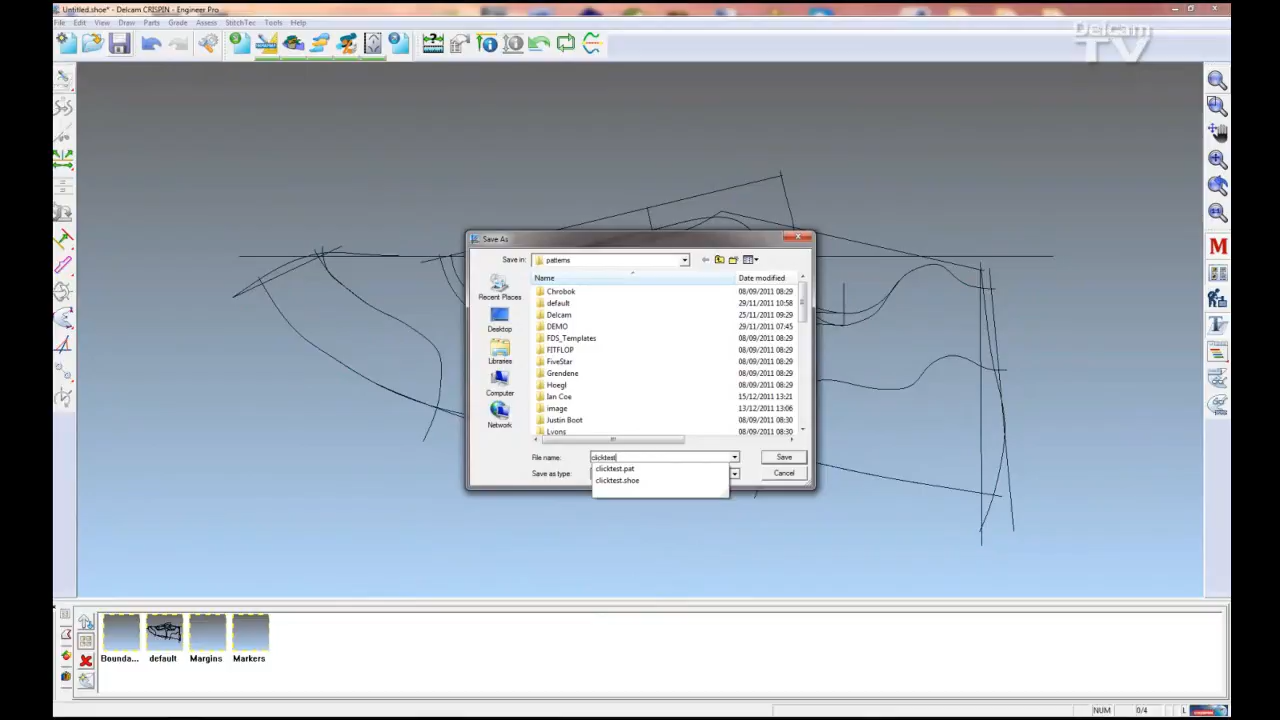 Untitled.shoe* - Delcam CRISPIN - Engineer Pro
File Edit View Draw Parts Grade Assess StitchTec Tools Help
Delcam
TV
M
Save As
Save in: patterns
Name Date modified
Recent Places
Desktop
Libraries
Computer
Network
Chrobok 08/09/2011 08:29
default 29/11/2011 10:58
Delcam 25/11/2011 09:29
DEMO 29/11/2011 07:45
FDS_Templates 08/09/2011 08:29
FITFLOP 08/09/2011 08:29
FiveStar 08/09/2011 08:29
Grendene 08/09/2011 08:29
Hoegl 08/09/2011 08:29
Ian Coe 15/12/2011 13:21
image 13/12/2011 13:06
Justin Boot 08/09/2011 08:30
Lyons 08/09/2011 08:30
File name: clicktest Save
Save as type: Cancel
clicktest.pat
clicktest.shoe
Bounda... default Margins Markers
NUM 0/4 L